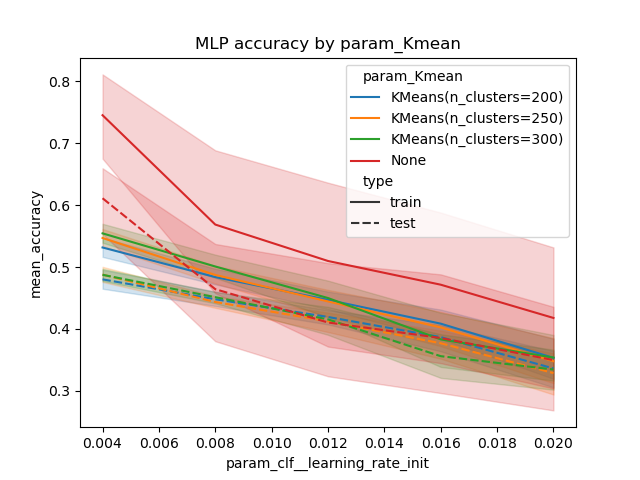 MLP accuracy by param_Kmean
mean_accuracy
0.8
0.7
0.6
0.5
0.4
0.3
param_Kmean
KMeans(n_clusters=200)
KMeans(n_clusters=250)
KMeans(n_clusters=300)
None
type
train
test
0.004 0.006 0.008 0.010 0.012 0.014 0.016 0.018 0.020
param_clf__learning_rate_init